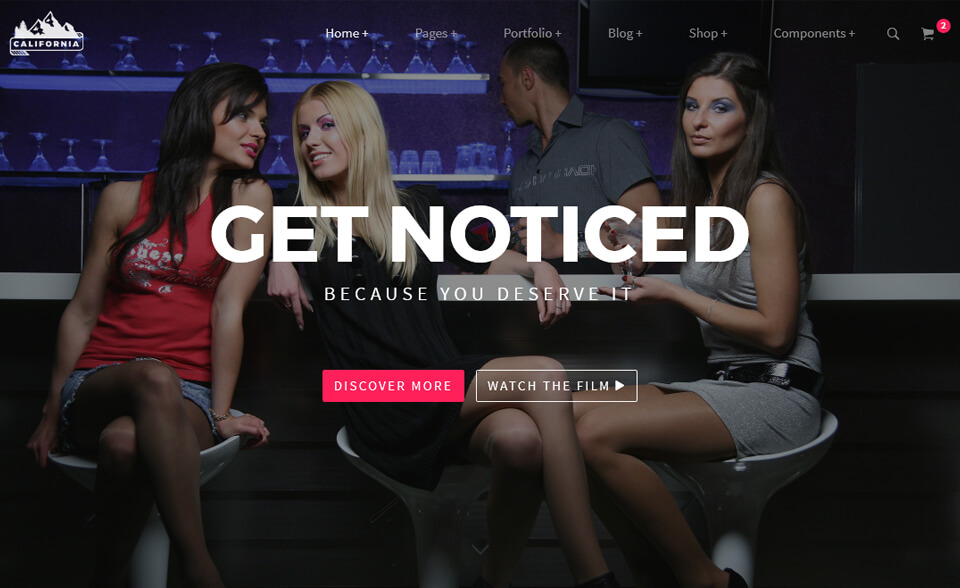 CALIFORNIA
Home + Pages + Portfolio + Blog + Shop + Components + 2
GET NOTICED
BECAUSE YOU DESERVE IT
DISCOVER MORE WATCH THE FILM